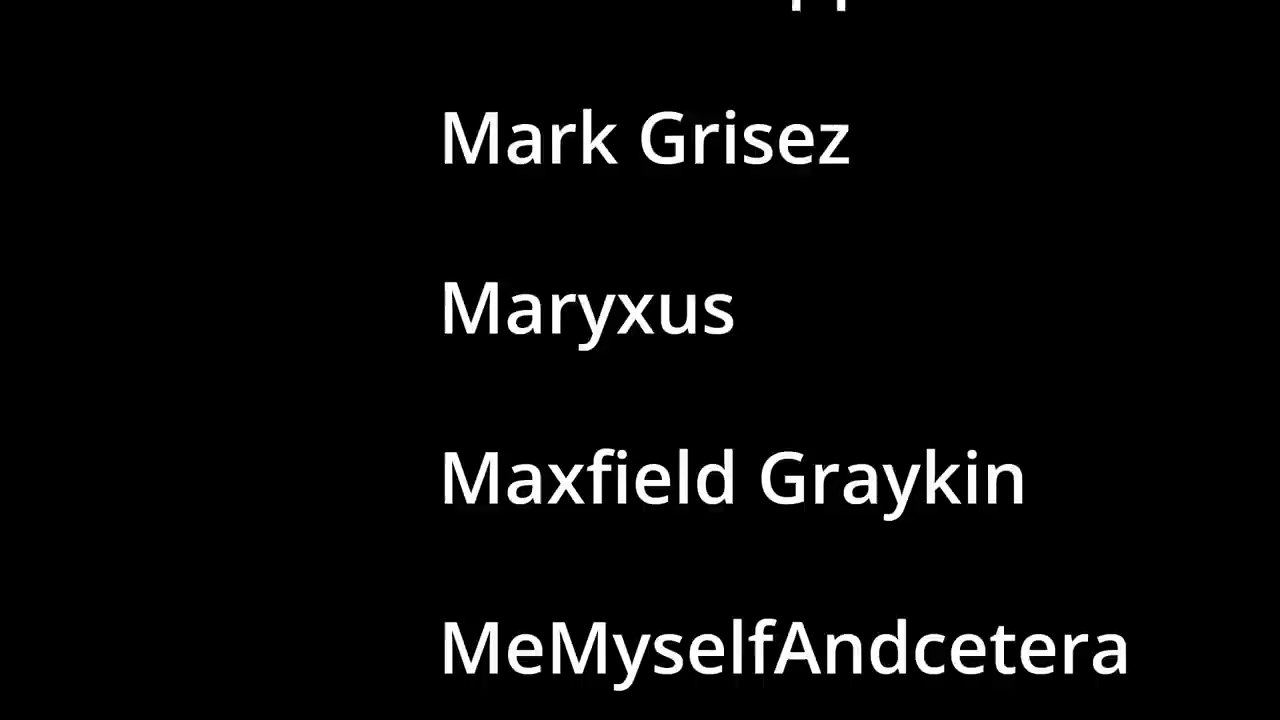 Mark Grisez
Maryxus
Maxfield Graykin
MeMyselfAndcetera